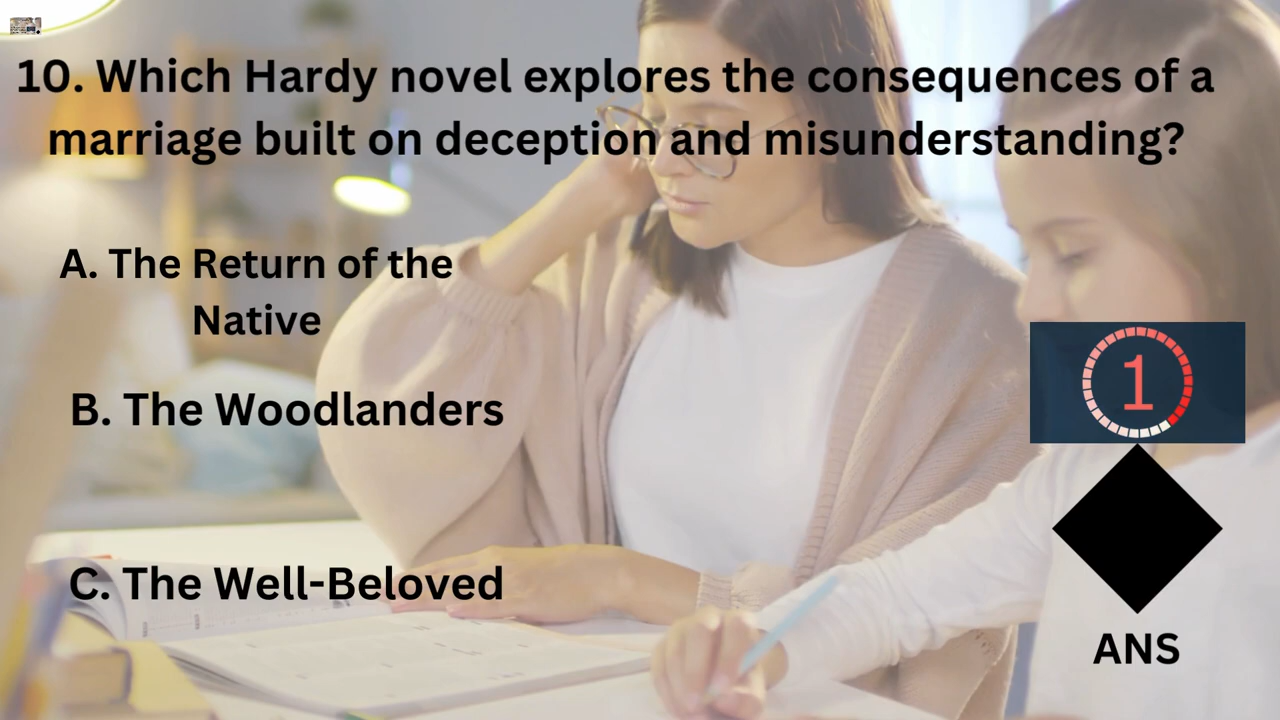 10. Which Hardy novel explores the consequences of a
marriage built on deception and misunderstanding?
A. The Return of the
Native
B. The Woodlanders
1
C. The Well-Beloved
ANS